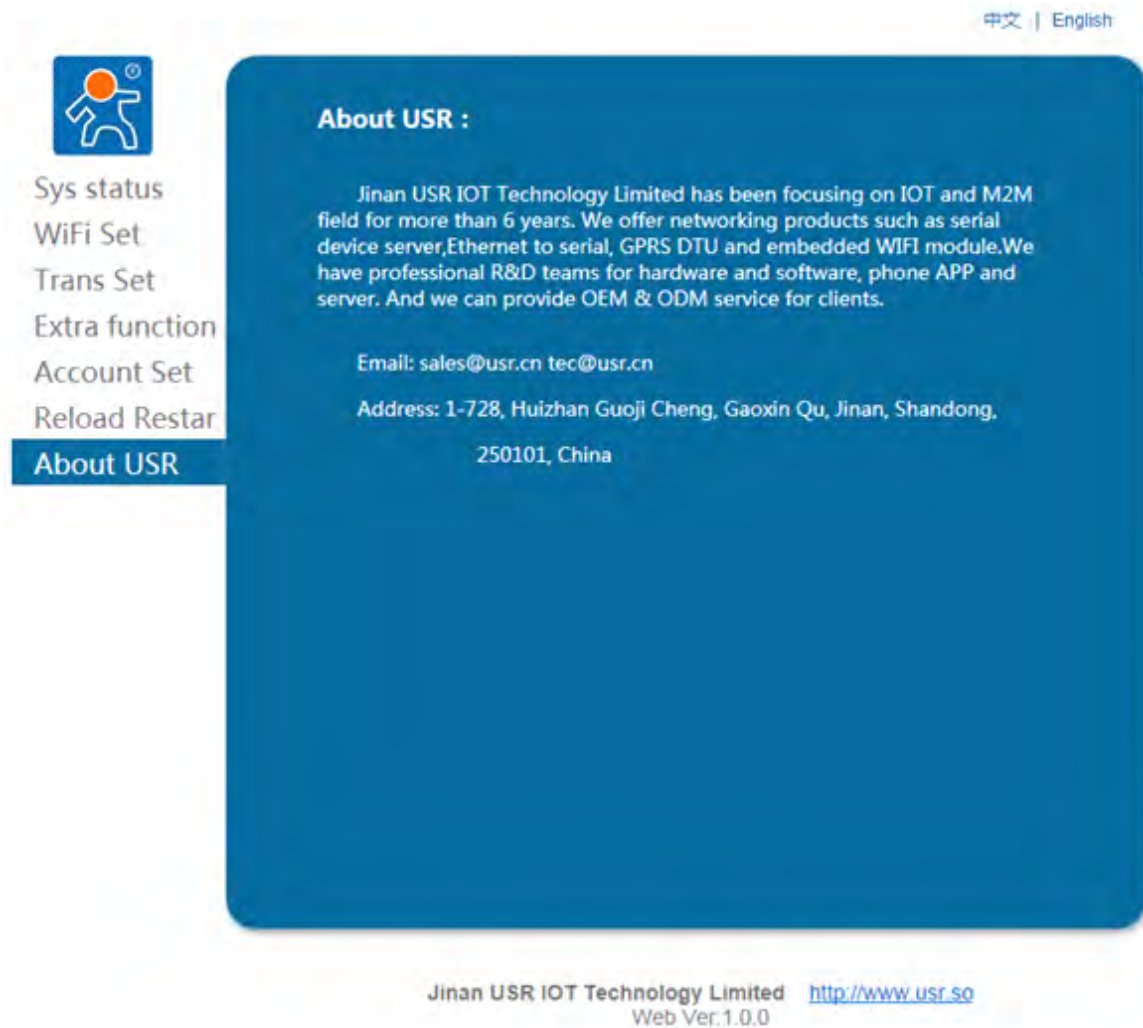 中文 | English
About USR :
Jinan USR IOT Technology Limited has been focusing on IOT and M2M
field for more than 6 years. We offer networking products such as serial
device server,Ethernet to serial, GPRS DTU and embedded WIFI module.We
have professional R&D teams for hardware and software, phone APP and
server. And we can provide OEM & ODM service for clients.
Email: sales@usr.cn tec@usr.cn
Address: 1-728, Huizhan Guoji Cheng, Gaoxin Qu, Jinan, Shandong,
250101, China
Sys status
WiFi Set
Trans Set
Extra function
Account Set
Reload Restar
About USR
Jinan USR IOT Technology Limited http://www.usr.so
Web Ver:1.0.0